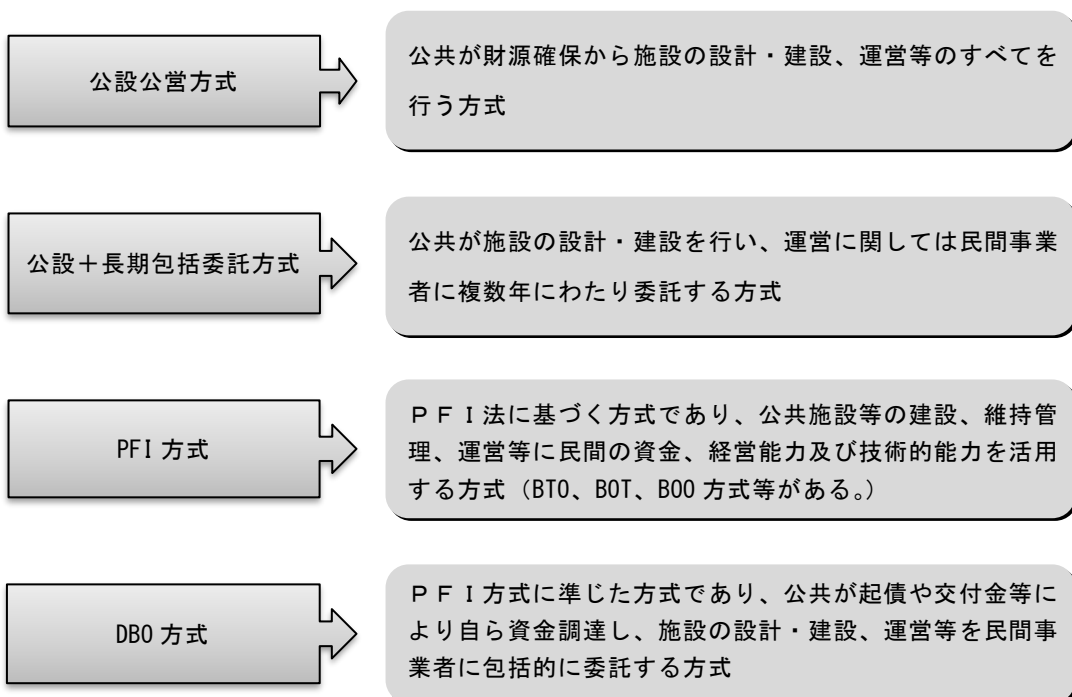 公設公営方式
公共が財源確保から施設の設計・建設、運営等のすべてを
行う方式
公設＋長期包括委託方式
公共が施設の設計・建設を行い、運営に関しては民間事業
者に複数年にわたり委託する方式
PFI 方式
ＰＦＩ法に基づく方式であり、公共施設等の建設、維持管
理、運営等に民間の資金、経営能力及び技術的能力を活用
する方式（BTO、BOT、BOO 方式等がある。）
DBO 方式
ＰＦＩ方式に準じた方式であり、公共が起債や交付金等に
より自ら資金調達し、施設の設計・建設、運営等を民間事
業者に包括的に委託する方式